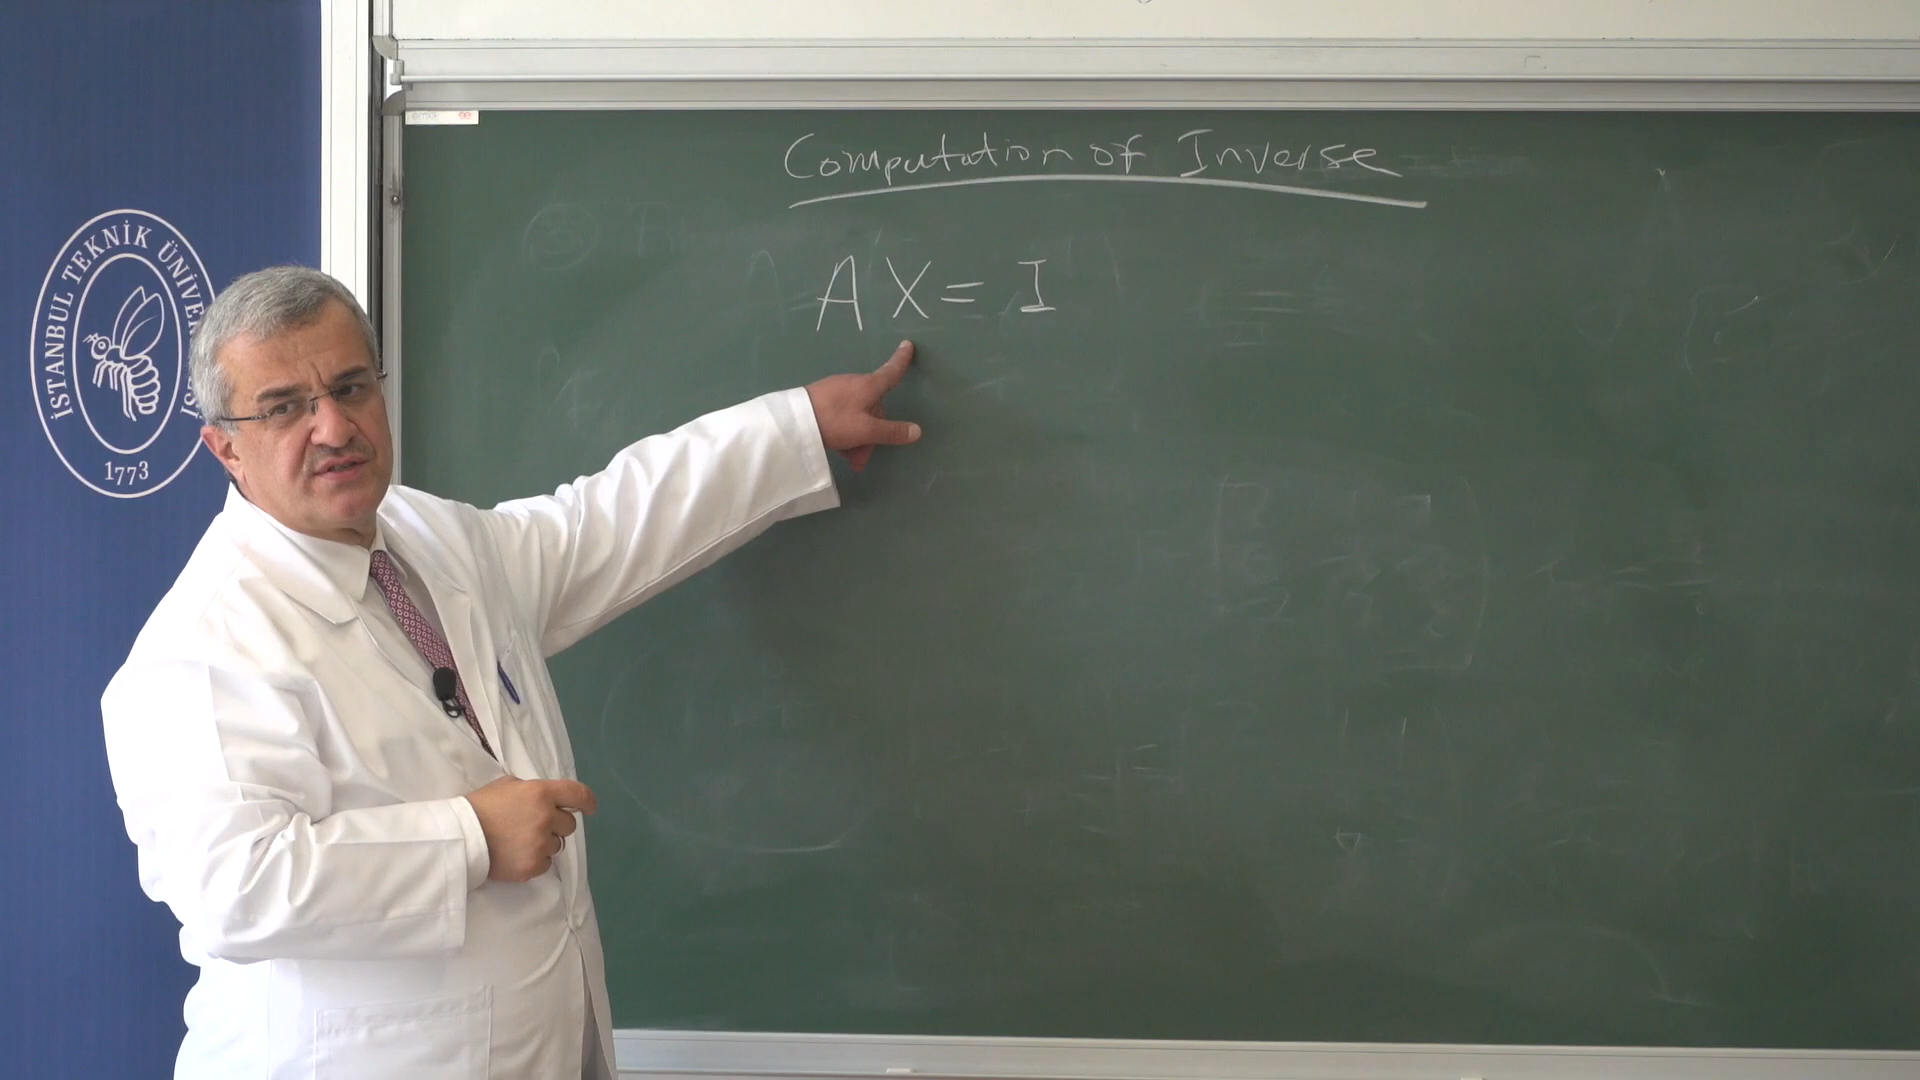 Computation of Inverse
AX = I
İSTANBUL TEKNİK ÜNİVERSİTESİ
1773